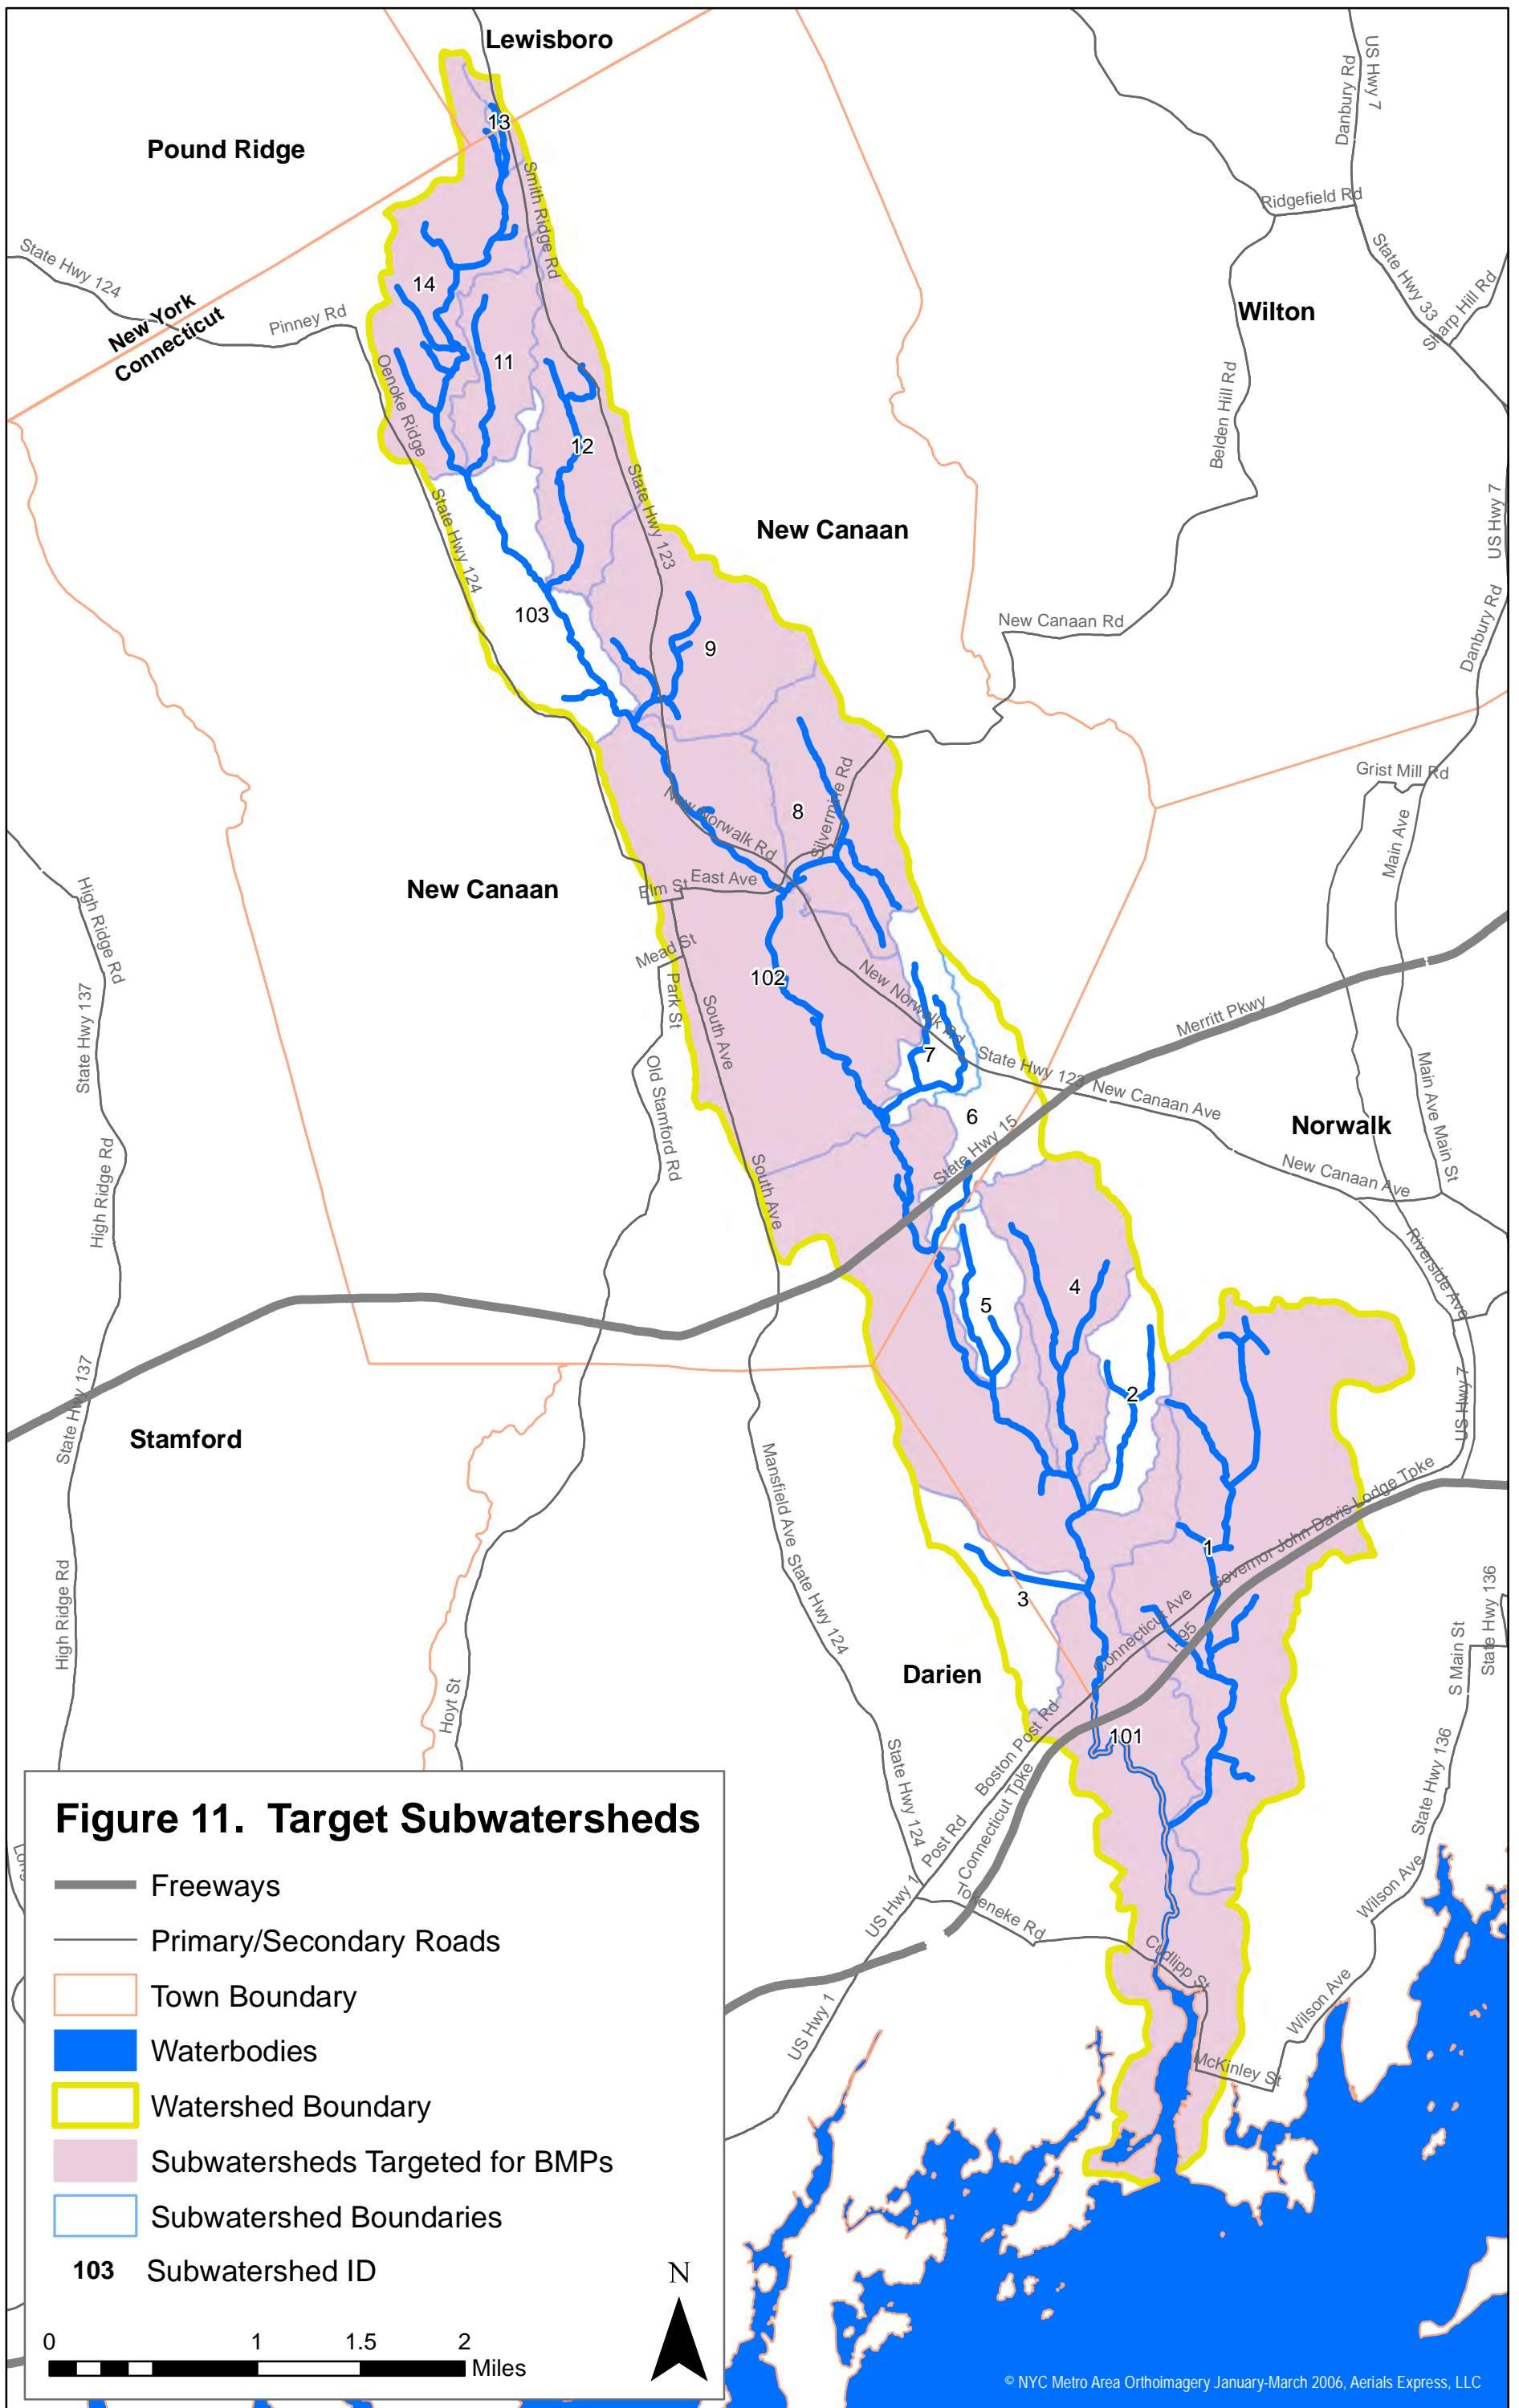 Lewisboro
Pound Ridge
13
Smith Ridge Rd
Danbury Rd
US Hwy 7
Ridgefield Rd
State Hwy 33
Sharp Hill Rd
State Hwy 124
New York
Connecticut
Pinney Rd
14
11
Oenoke Ridge
12
Wilton
Belden Hill Rd
State Hwy 124
State Hwy 123
New Canaan
US Hwy 7
103
9
New Canaan Rd
Danbury Rd
Grist Mill Rd
Main Ave
8
Silvermine Rd
New Norwalk Rd
New Canaan
Elm St
East Ave
High Ridge Rd
State Hwy 137
Mead St
102
Park St
South Ave
New Norwalk Rd
7
State Hwy 123
New Canaan Ave
Merritt Pkwy
Main Ave
Main St
Old Stamford Rd
6
State Hwy 15
Norwalk
New Canaan Ave
High Ridge Rd
South Ave
Riverside Ave
4
5
2
US Hwy 7
State Hwy 137
Stamford
Mansfield Ave
State Hwy 124
Governor John Davis Lodge Tpke
1
3
High Ridge Rd
Connecticut Ave
I-95
State Hwy 136
S Main St
Darien
Hoyt St
101
Boston Post Rd
Connecticut Tpke
State Hwy 124
Post Rd
US Hwy 1
Tokeneke Rd
State Hwy 136
Wilson Ave
Cudlipp St
Wilson Ave
US Hwy 1
McKinley St
Figure 11. Target Subwatersheds
Freeways
Primary/Secondary Roads
Town Boundary
Waterbodies
Watershed Boundary
Subwatersheds Targeted for BMPs
Subwatershed Boundaries
103 Subwatershed ID
N
0 1 1.5 2
Miles
© NYC Metro Area Orthoimagery January-March 2006, Aerials Express, LLC